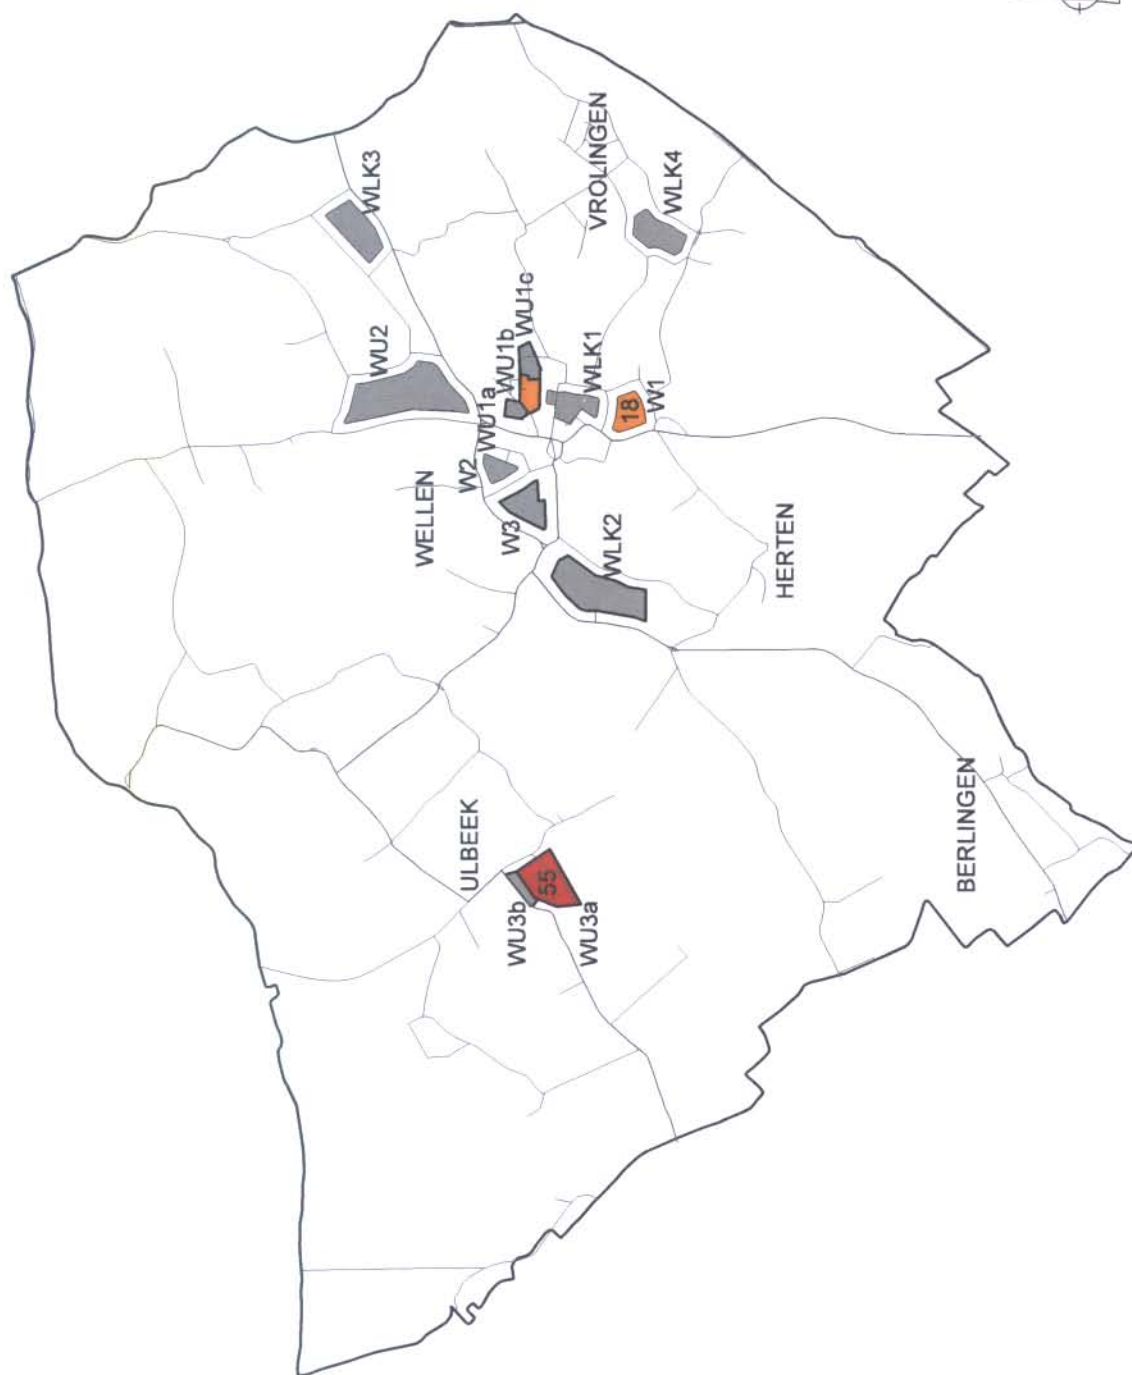 WLK3
VROLINGEN
WLK4
WU2
WU1c
WU1b
WU1a
WLK1
18
W1
W2
WELLEN
W3
WLK2
HERTEN
ULBEEK
55
WU3b
WU3a
BERLINGEN